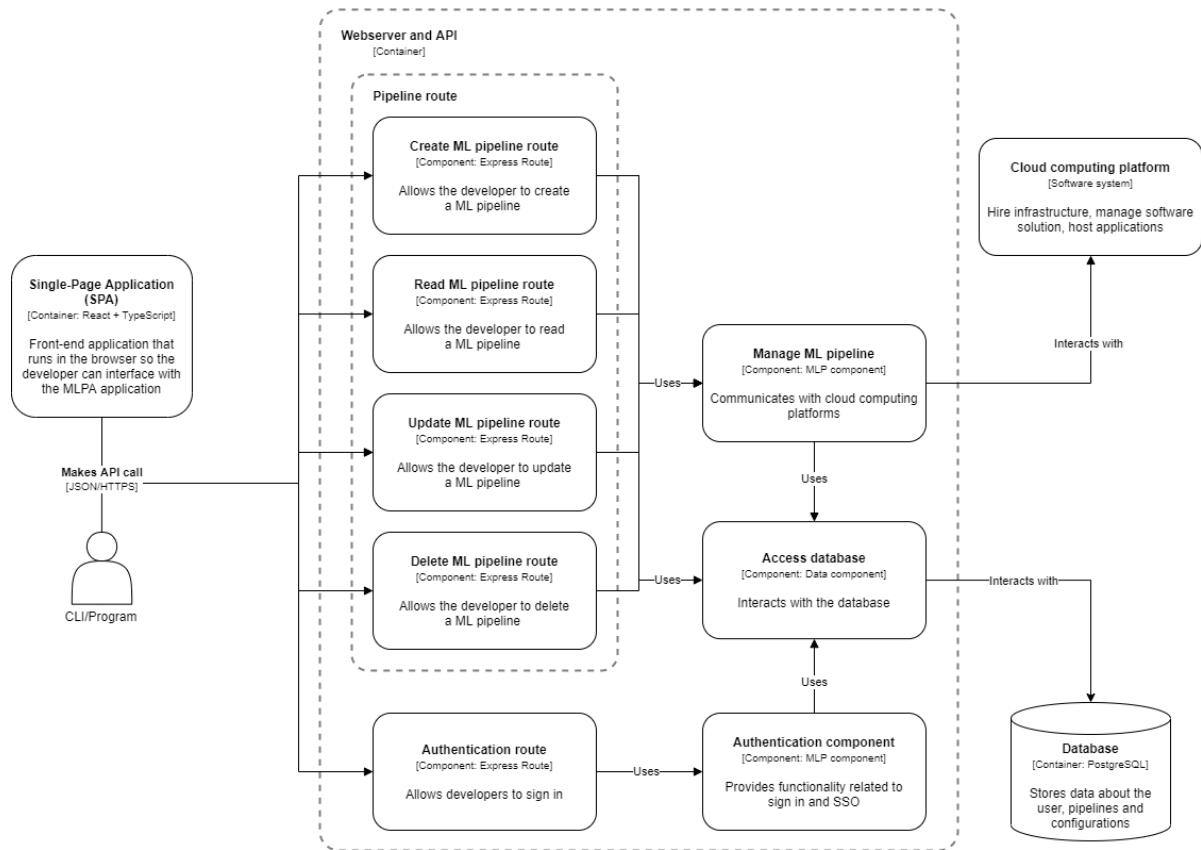 Webserver and API
[Container]
Pipeline route
Create ML pipeline route
[Component: Express Route]
Allows the developer to create
a ML pipeline
Read ML pipeline route
[Component: Express Route]
Allows the developer to read
a ML pipeline
Update ML pipeline route
[Component: Express Route]
Allows the developer to update
a ML pipeline
Delete ML pipeline route
[Component: Express Route]
Allows the developer to delete
a ML pipeline
Authentication route
[Component: Express Route]
Allows developers to sign in
Single-Page Application
(SPA)
[Container: React + TypeScript]
Front-end application that
runs in the browser so the
developer can interface with
the MLPA application
Makes API call
[JSON/HTTPS]
CLI/Program
Uses
Uses
Uses
Manage ML pipeline
[Component: MLP component]
Communicates with cloud computing
platforms
Uses
Access database
[Component: Data component]
Interacts with the database
Uses
Authentication component
[Component: MLP component]
Provides functionality related to
sign in and SSO
Cloud computing platform
[Software system]
Hire infrastructure, manage software
solution, host applications
Interacts with
Interacts with
Database
[Container: PostgreSQL]
Stores data about the
user, pipelines and
configurations